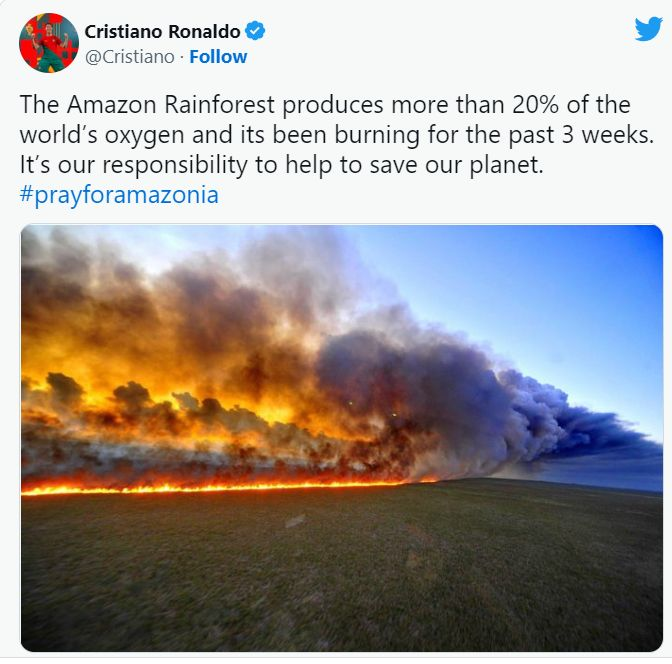 Cristiano Ronaldo
@Cristiano · Follow
The Amazon Rainforest produces more than 20% of the
world’s oxygen and its been burning for the past 3 weeks.
It’s our responsibility to help to save our planet.
#prayforamazonia